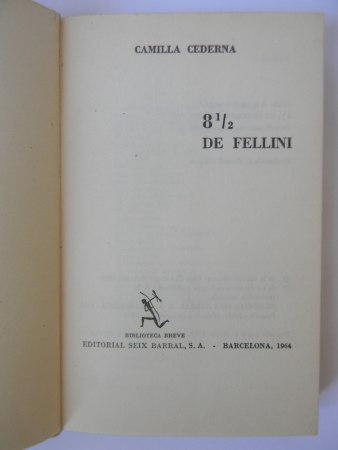 CAMILLA CEDERNA
8 1/2
DE FELLINI
BIBLIOTECA BREVE
EDITORIAL SEIX BARRAL, S. A. - BARCELONA, 1964